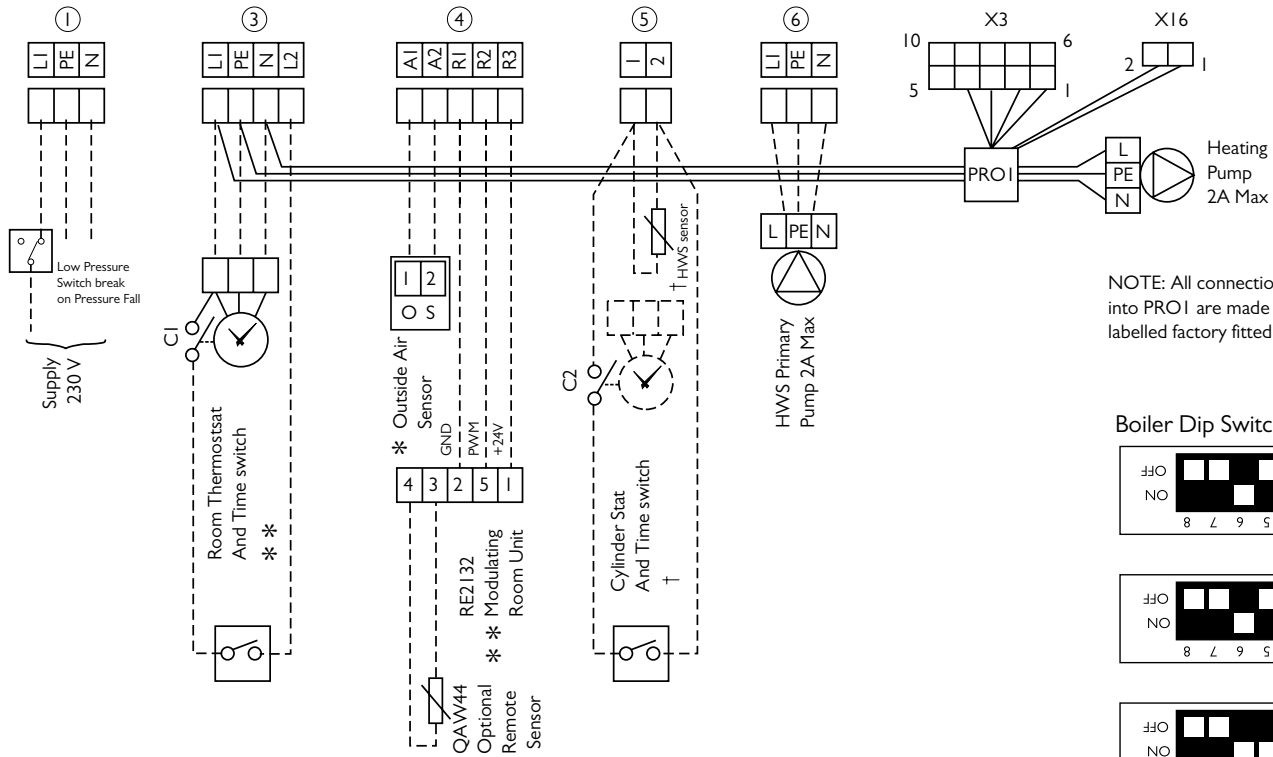 1
3
4
5
6
X3
X16
L1 PE N
L1 PE N L2
A1 A2 R1 R2 R3
1 2
L1 PE N
10
6
5
1
2
1
PRO1
L
PE
N
Heating
Pump
2A Max
Low Pressure
Switch break
on Pressure Fall
Supply
230 V
C1
Room Thermostsat
And Time switch
* *
1 2
O S
* Outside Air
Sensor
GND
PWM
+24V
4 3 2 5 1
RE2132
* * Modulating
Room Unit
QAW44
Optional
Remote
Sensor
† HWS sensor
C2
Cylinder Stat
And Time switch
†
L PE N
HWS Primary
Pump 2A Max
NOTE: All connectio
into PRO1 are made
labelled factory fitted
Boiler Dip Switc
OFF
ON
8 7 6 5
OFF
ON
8 7 6 5
OFF
ON